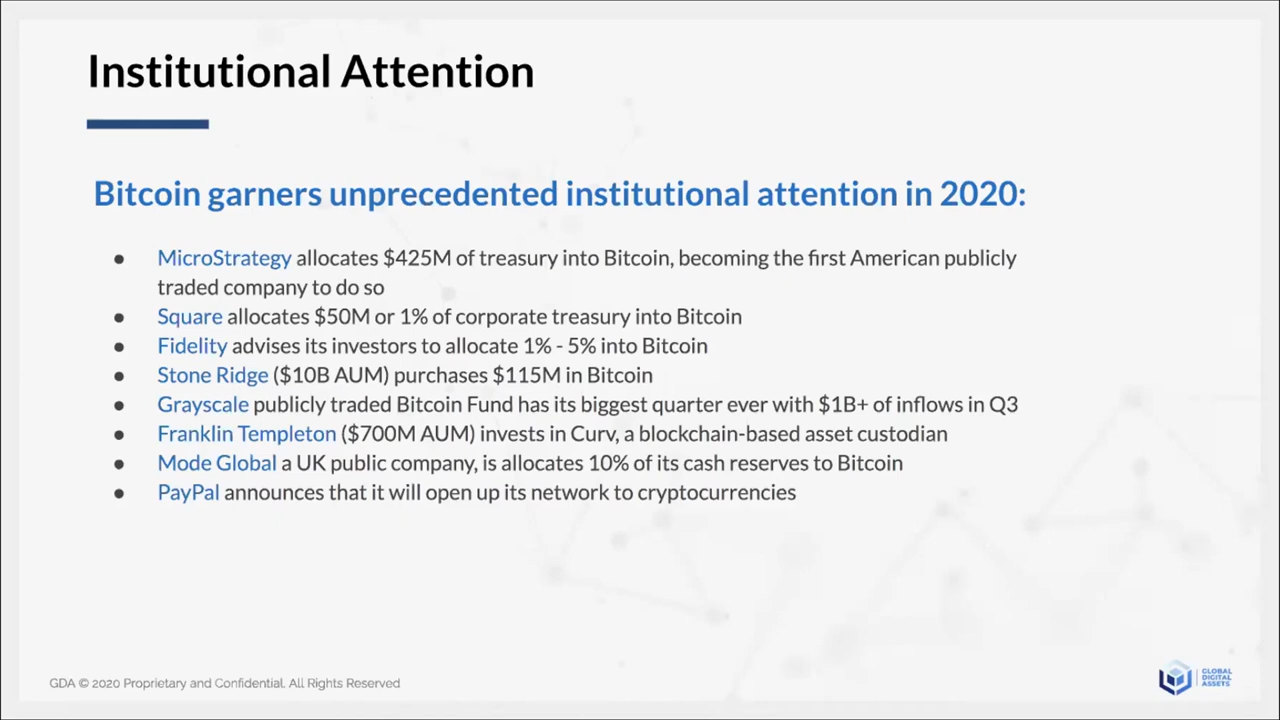 Institutional Attention
Bitcoin garners unprecedented institutional attention in 2020:
● MicroStrategy allocates $425M of treasury into Bitcoin, becoming the first American publicly
traded company to do so
● Square allocates $50M or 1% of corporate treasury into Bitcoin
● Fidelity advises its investors to allocate 1% - 5% into Bitcoin
● Stone Ridge ($10B AUM) purchases $115M in Bitcoin
● Grayscale publicly traded Bitcoin Fund has its biggest quarter ever with $1B+ of inflows in Q3
● Franklin Templeton ($700M AUM) invests in Curv, a blockchain-based asset custodian
● Mode Global a UK public company, is allocates 10% of its cash reserves to Bitcoin
● PayPal announces that it will open up its network to cryptocurrencies
GDA © 2020 Proprietary and Confidential. All Rights Reserved
GLOBAL
DIGITAL
ASSETS